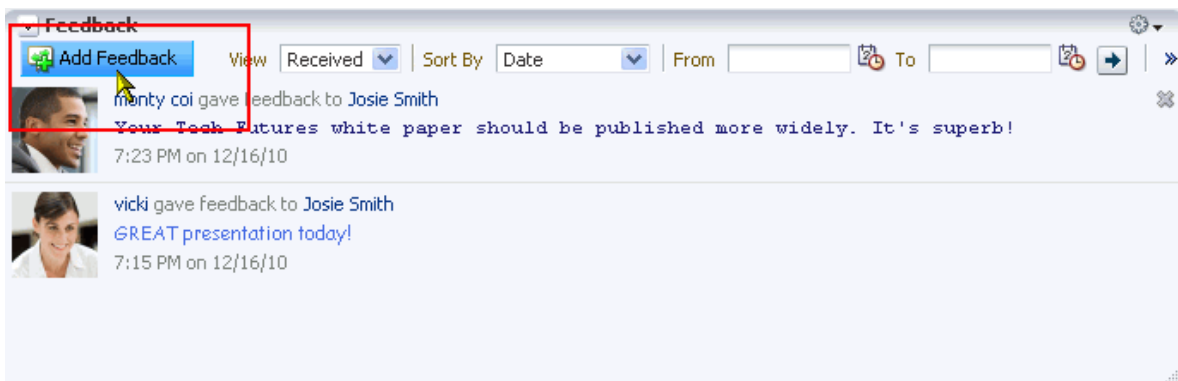 Feedback
Add Feedback View Received Sort By Date From To
monty coi gave feedback to Josie Smith
Your Tech Futures white paper should be published more widely. It's superb!
7:23 PM on 12/16/10
vicki gave feedback to Josie Smith
GREAT presentation today!
7:15 PM on 12/16/10